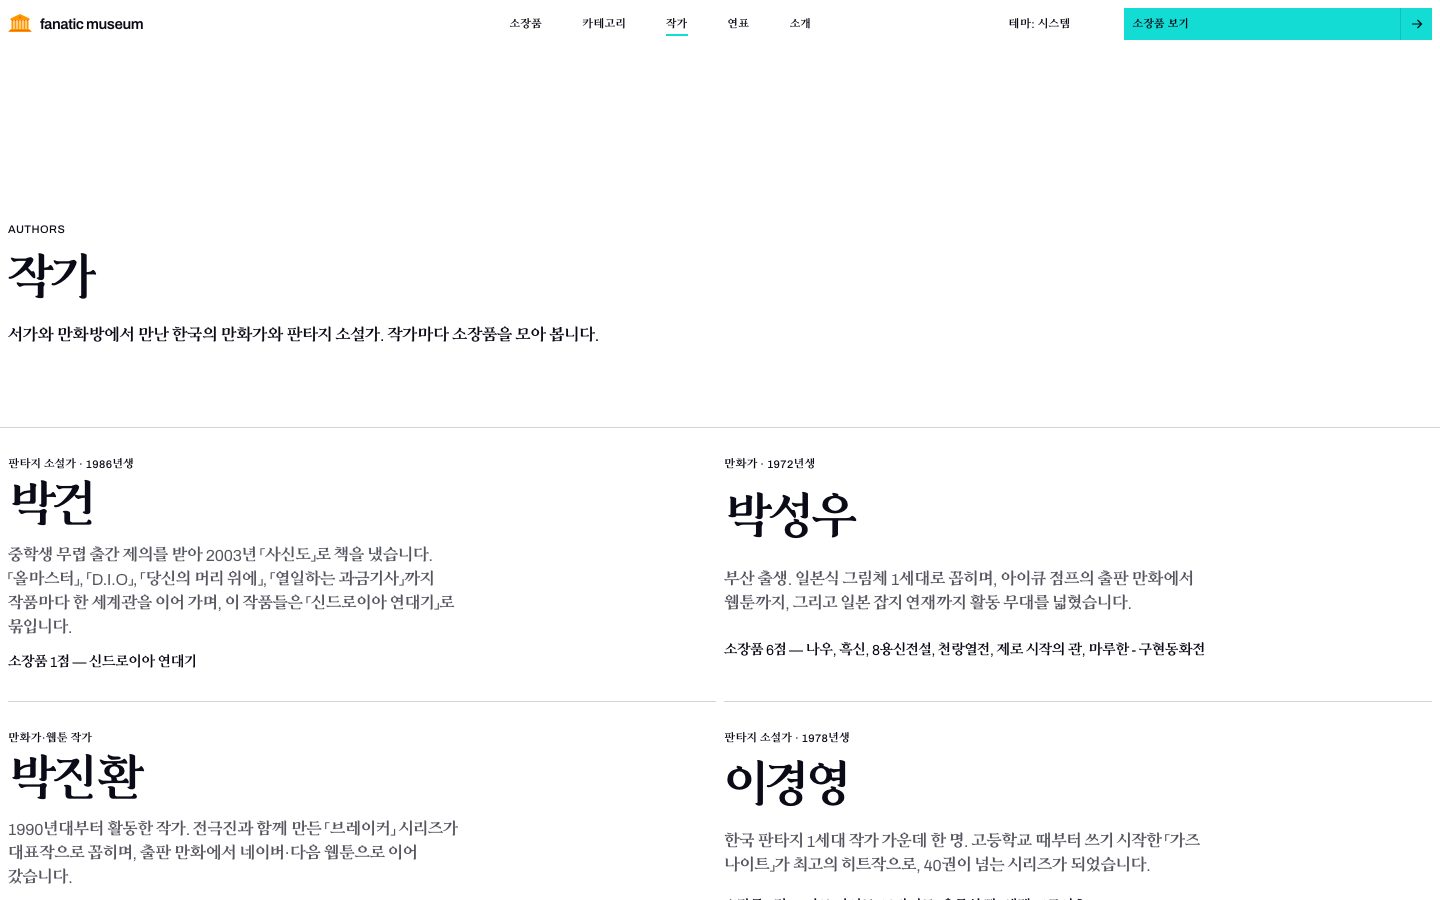 fanatic museum
소장품
카테고리
작가
연표
소개
테마: 시스템
소장품 보기
AUTHORS
작가
서가와 만화방에서 만난 한국의 만화가와 판타지 소설가. 작가마다 소장품을 모아 봅니다.
판타지 소설가 · 1986년생
박건
중학생 무렵 출간 제의를 받아 2003년 「사신도」로 책을 냈습니다.
「올마스터」, 「D.I.O」, 「당신의 머리 위에」, 「열일하는 과금기사」까지
작품마다 한 세계관을 이어 가며, 이 작품들은 「신드로이아 연대기」로
묶입니다.
소장품 1점 — 신드로이아 연대기
만화가 · 1972년생
박성우
부산 출생. 일본식 그림체 1세대로 꼽히며, 아이큐 점프의 출판 만화에서
웹툰까지, 그리고 일본 잡지 연재까지 활동 무대를 넓혔습니다.
소장품 6점 — 나우, 흑신, 8용신전설, 천랑열전, 제로 시작의 관, 마루한 - 구현동화전
만화가·웹툰 작가
박진환
1990년대부터 활동한 작가. 전극진과 함께 만든 「브레이커」 시리즈가
대표작으로 꼽히며, 출판 만화에서 네이버·다음 웹툰으로 이어
갔습니다.
판타지 소설가 · 1978년생
이경영
한국 판타지 1세대 작가 가운데 한 명. 고등학교 때부터 쓰기 시작한 「가즈
나이트」가 최고의 히트작으로, 40권이 넘는 시리즈가 되었습니다.